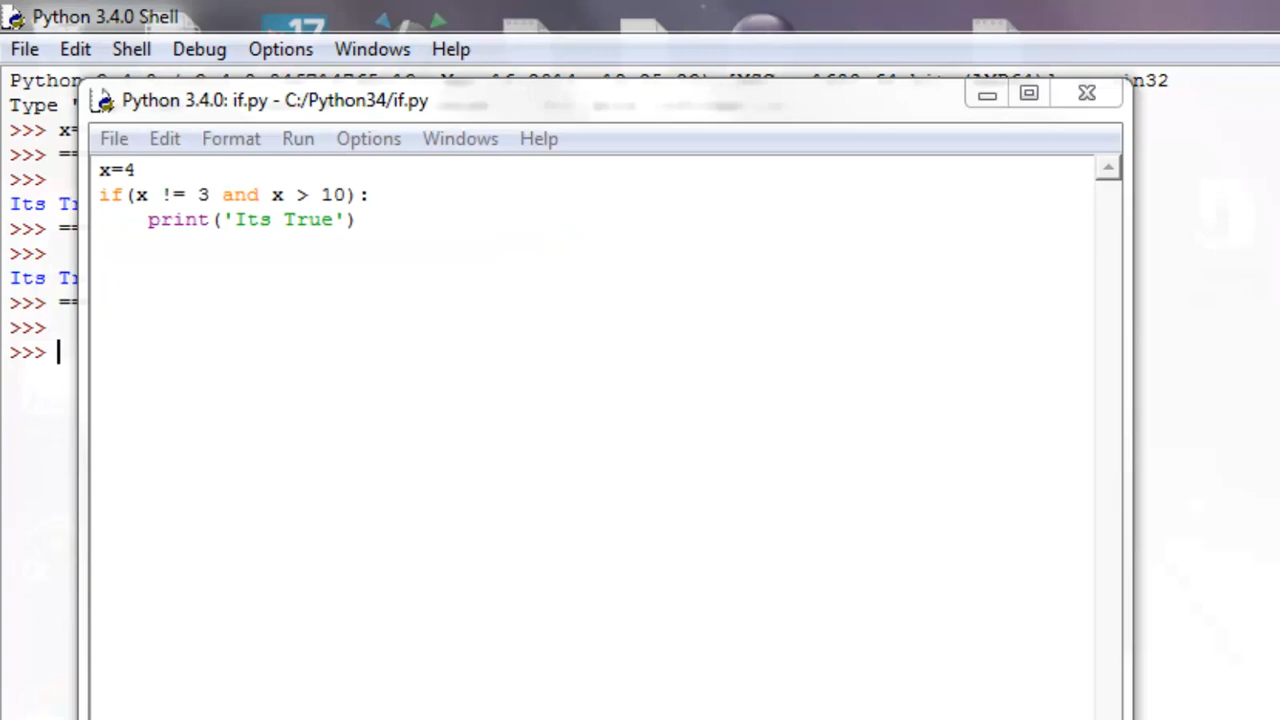 Python 3.4.0 Shell
File Edit Shell Debug Options Windows Help
Python
Type "
>>> x=
>>> ==
>>>
Its
>>> ==
>>>
Its
>>> ==
>>>
>>>
17
Python 3.4.0: if.py - C:/Python34/if.py
File Edit Format Run Options Windows Help
x=4
if(x != 3 and x > 10):
    print('Its True')